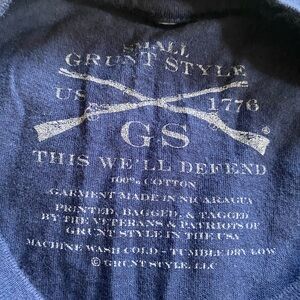 SMALL
GRUNT STYLE
US 1776
GS ®
THIS WE'LL DEFEND
100% COTTON
GARMENT MADE IN NICARAGUA
PRINTED, BAGGED, & TAGGED
BY THE VETERANS & PATRIOTS OF
GRUNT STYLE IN THE USA
MACHINE WASH COLD - TUMBLE DRY LOW
© GRUNT STYLE, LLC